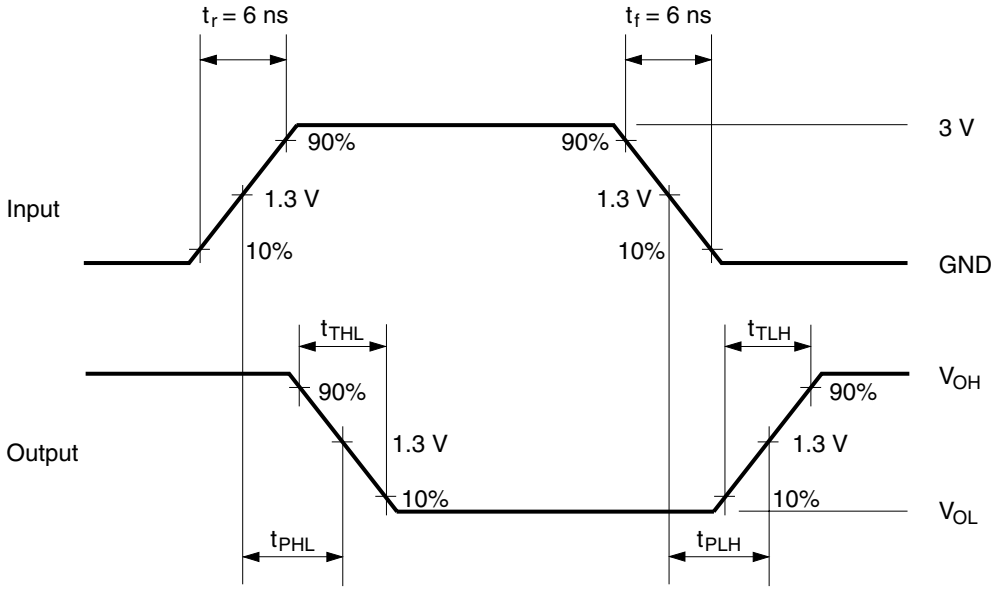 tr = 6 ns
tf = 6 ns
90%
90%
3 V
Input
1.3 V
1.3 V
10%
10%
GND
tTHL
tTLH
VOH
90%
90%
Output
1.3 V
1.3 V
10%
10%
VOL
tPHL
tPLH